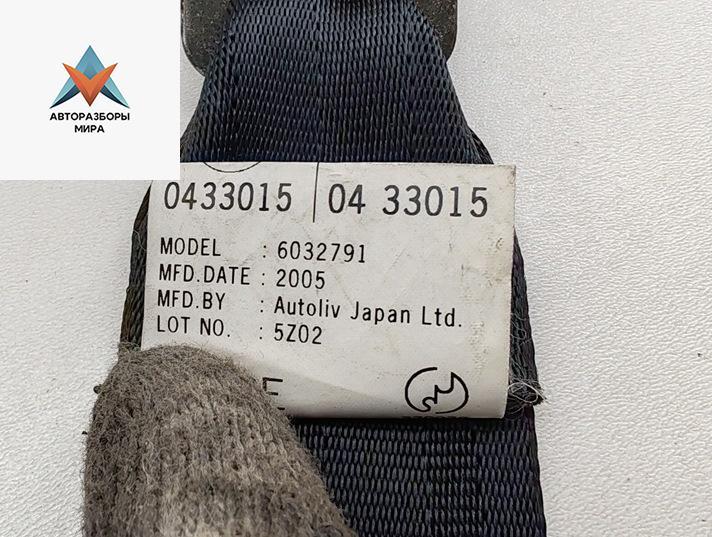 АВТОРАЗБОРЫ
МИРА
0433015 04 33015
MODEL : 6032791
MFD.DATE : 2005
MFD.BY : Autoliv Japan Ltd.
LOT NO. : 5Z02
E